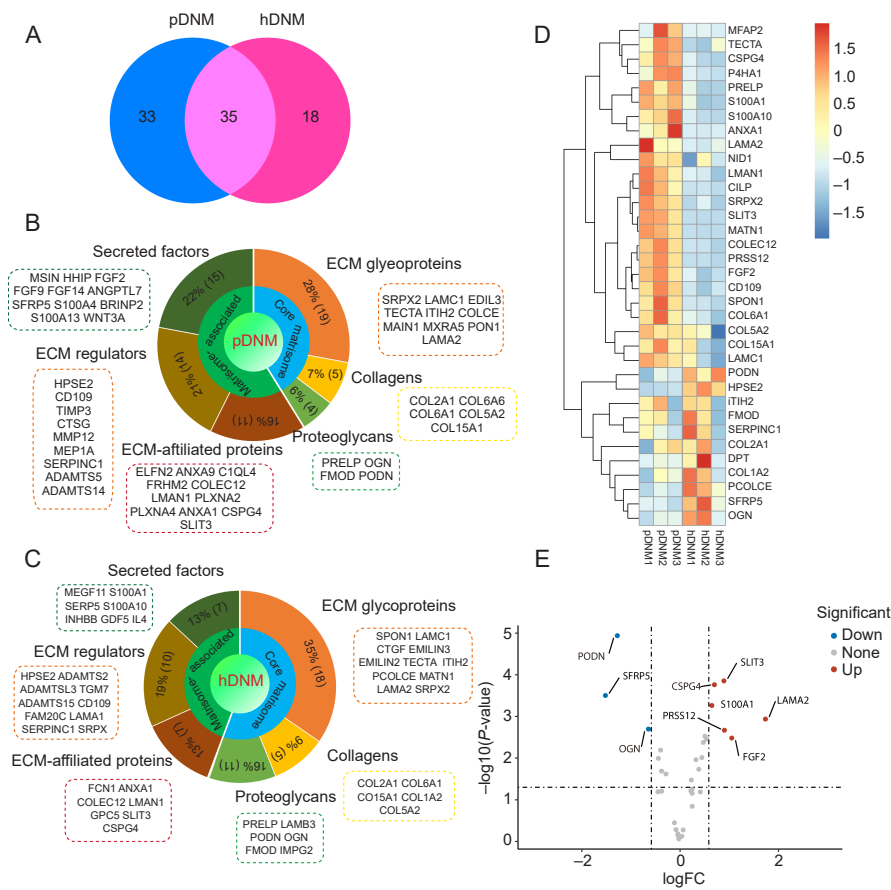 A
pDNM
hDNM
33
35
18
B
Secreted factors
MSIN HHIP FGF2
FGF9 FGF14 ANGPTL7
SFRP5 S100A4 BRINP2
S100A13 WNT3A
ECM regulators
HPSE2
CD109
TIMP3
CTSG
MMP12
MEP1A
SERPINC1
ADAMTS5
ADAMTS14
ECM-aftiliated proteins
ELFN2 ANXA9 C1QL4
FRHM2 COLEC12
LMAN1 PLXNA2
PLXNA4 ANXA1 CSPG4
SLIT3
22% (15)
21% (14)
16% (11)
6% (4)
7% (5)
28% (19)
Matrisome-associated
Core matrisome
pDNM
ECM glyeoproteins
SRPX2 LAMC1 EDIL3
TECTA ITIH2 COLCE
MAIN1 MXRA5 PON1
LAMA2
Collagens
COL2A1 COL6A6
COL6A1 COL5A2
COL15A1
Proteoglycans
PRELP OGN
FMOD PODN
C
Secreted factors
MEGF11 S100A1
SERP5 S100A10
INHBB GDF5 IL4
ECM regulators
HPSE2 ADAMTS2
ADAMTSL3 TGM7
ADAMTS15 CD109
FAM20C LAMA1
SERPINC1 SRPX
ECM-affiliated proteins
FCN1 ANXA1
COLEC12 LMAN1
GPC5 SLIT3
CSPG4
13% (7)
19% (10)
13% (7)
16% (11)
9% (5)
35% (18)
Matrisome-associated
Core matrisome
hDNM
ECM glycoproteins
SPON1 LAMC1
CTGF EMILIN3
EMILIN2 TECTA ITIH2
PCOLCE MATN1
LAMA2 SRPX2
Collagens
COL2A1 COL6A1
CO15A1 COL1A2
COL5A2
Proteoglycans
PRELP LAMB3
PODN OGN
FMOD IMPG2
D
MFAP2
TECTA
CSPG4
P4HA1
PRELP
S100A1
S100A10
ANXA1
LAMA2
NID1
LMAN1
CILP
SRPX2
SLIT3
MATN1
COLEC12
PRSS12
FGF2
CD109
SPON1
COL6A1
COL5A2
COL15A1
LAMC1
PODN
HPSE2
iTIH2
FMOD
SERPINC1
COL2A1
DPT
COL1A2
PCOLCE
SFRP5
OGN
pDNM1
pDNM2
pDNM3
hDNM1
hDNM2
hDNM3
1.5
1.0
0.5
0
−0.5
−1.0
−1.5
E
−log10(P-value)
5
4
3
2
1
0
−2
0
2
logFC
PODN
SFRP5
OGN
CSPG4
SLIT3
S100A1
LAMA2
PRSS12
FGF2
Significant
Down
None
Up